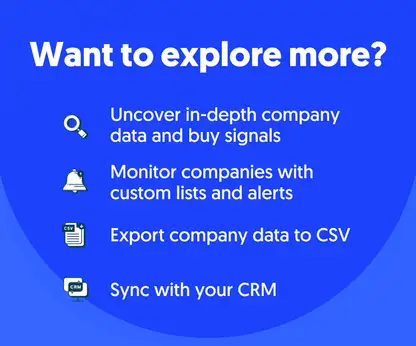 Want to explore more?
Uncover in-depth company
data and buy signals
Monitor companies with
custom lists and alerts
CSV
Export company data to CSV
CRM
Sync with your CRM